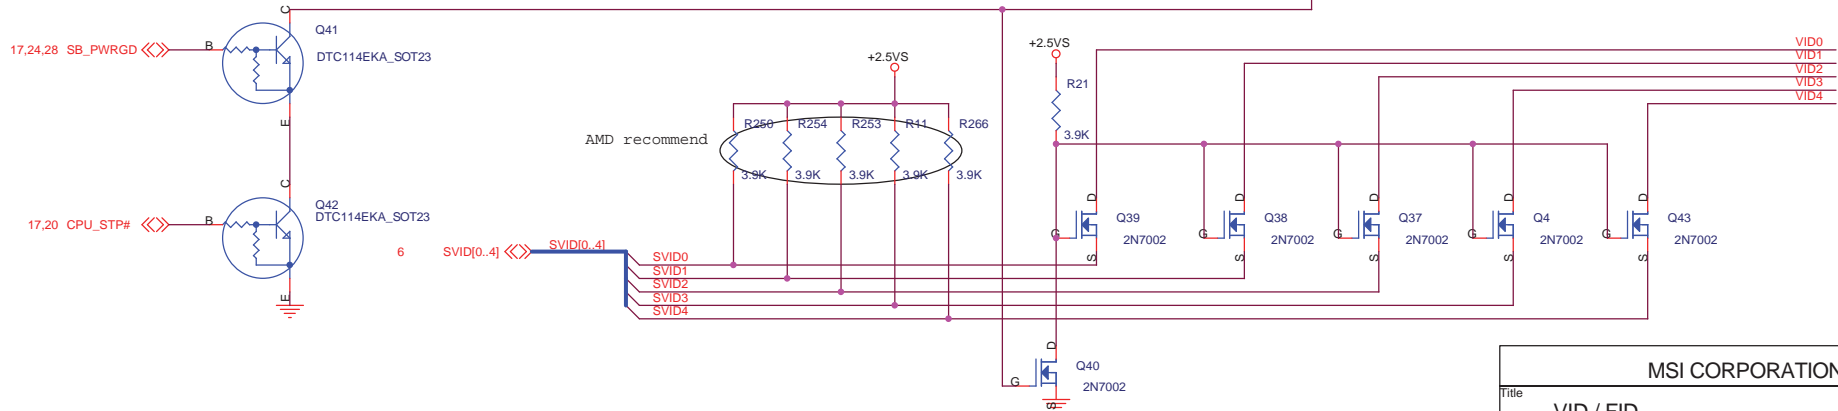 C
Q41
17,24,28 SB_PWRGD
B
DTC114EKA_SOT23
E
C
Q42
DTC114EKA_SOT23
17,20 CPU_STP#
B
E
AMD recommend
+2.5VS
R250 R254 R253 R11 R266
3.9K 3.9K 3.9K 3.9K 3.9K
+2.5VS
R21
3.9K
VID0
VID1
VID2
VID3
VID4
6 SVID[0..4]
SVID[0..4]
SVID0
SVID1
SVID2
SVID3
SVID4
D D D D D
Q39 Q38 Q37 Q4 Q43
G G G G G
2N7002 2N7002 2N7002 2N7002 2N7002
S S S S S
D
Q40
G
2N7002
S
MSI CORPORATION
Title
VID / FID